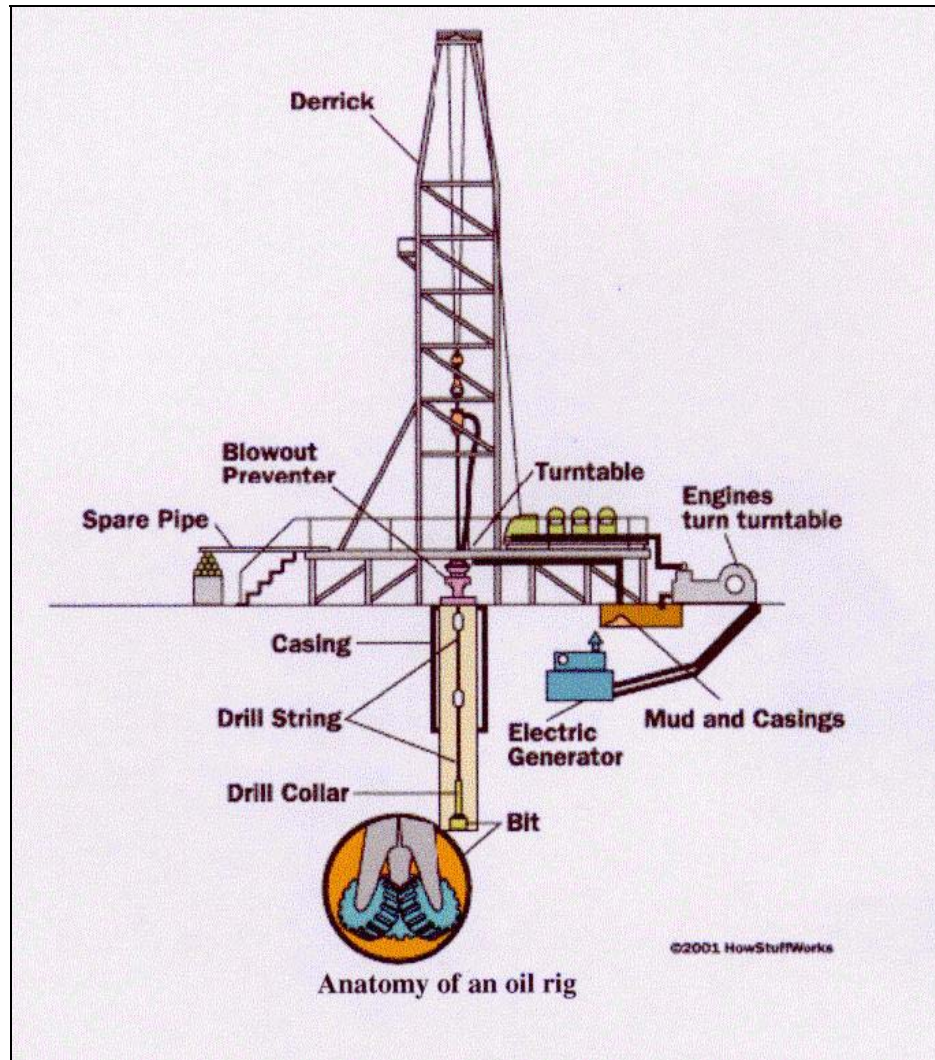 Derrick
Blowout
Preventer
Turntable
Engines
turn turntable
Spare Pipe
Casing
Drill String
Electric
Generator
Mud and Casings
Drill Collar
Bit
©2001 HowStuffWorks
Anatomy of an oil rig